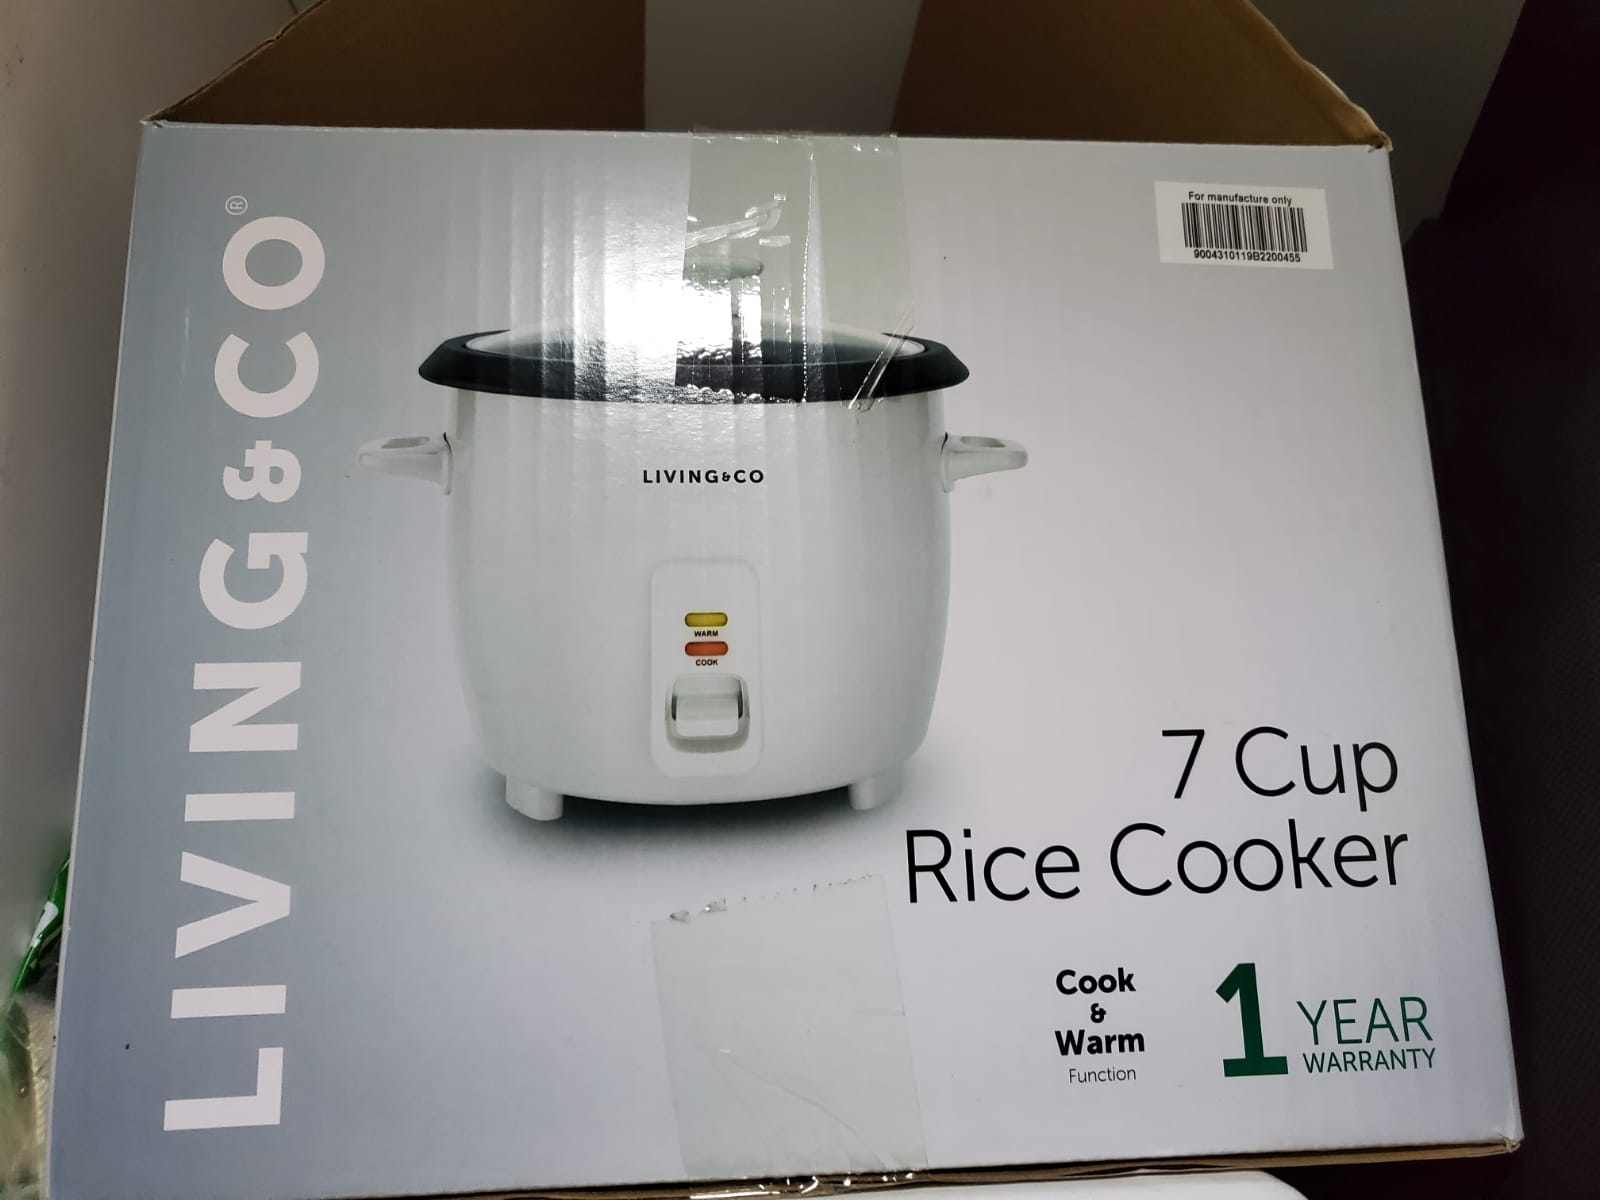 LIVING&CO®
For manufacture only
9004310119B2200455
LIVING&CO
WARM
COOK
7 Cup
Rice Cooker
Cook
&
Warm
Function
1 YEAR
WARRANTY